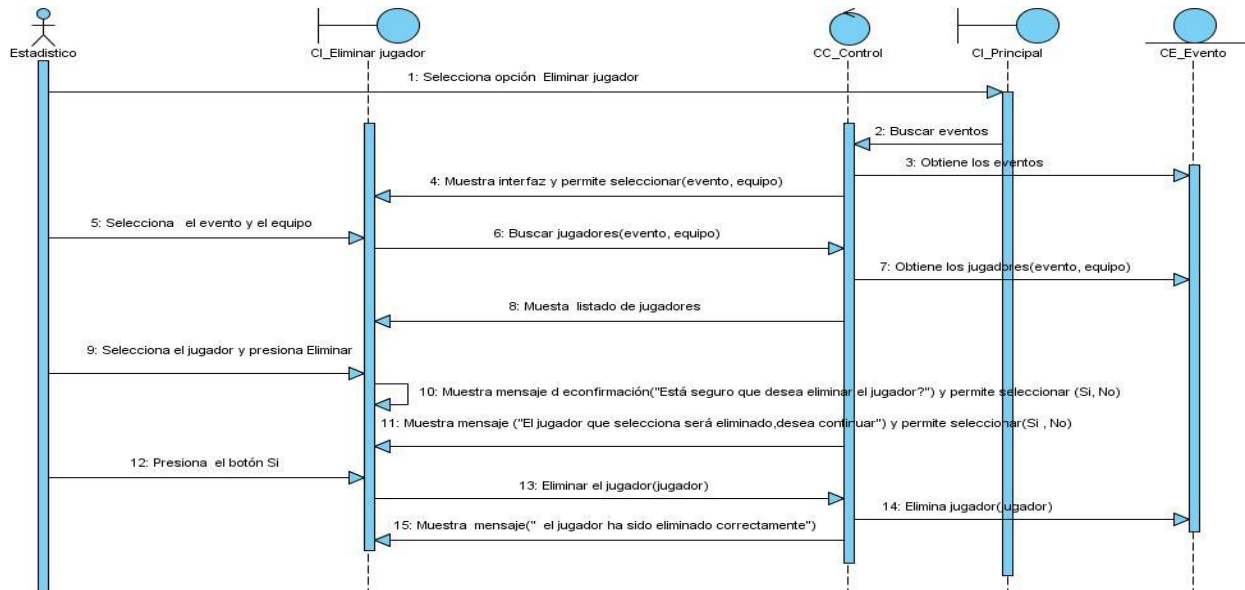 Estadistico
CI_Eliminar jugador
CC_Control
CI_Principal
CE_Evento
1: Selecciona opción Eliminar jugador
2: Buscar eventos
3: Obtiene los eventos
4: Muestra interfaz y permite seleccionar(evento, equipo)
5: Selecciona el evento y el equipo
6: Buscar jugadores(evento, equipo)
7: Obtiene los jugadores(evento, equipo)
8: Muesta listado de jugadores
9: Selecciona el jugador y presiona Eliminar
10: Muestra mensaje d econfirmación("Está seguro que desea eliminar el jugador?") y permite seleccionar (Si, No)
11: Muestra mensaje ("El jugador que selecciona será eliminado,desea continuar") y permite seleccionar(Si , No)
12: Presiona el botón Si
13: Eliminar el jugador(jugador)
14: Elimina jugador(jugador)
15: Muestra mensaje(" el jugador ha sido eliminado correctamente")